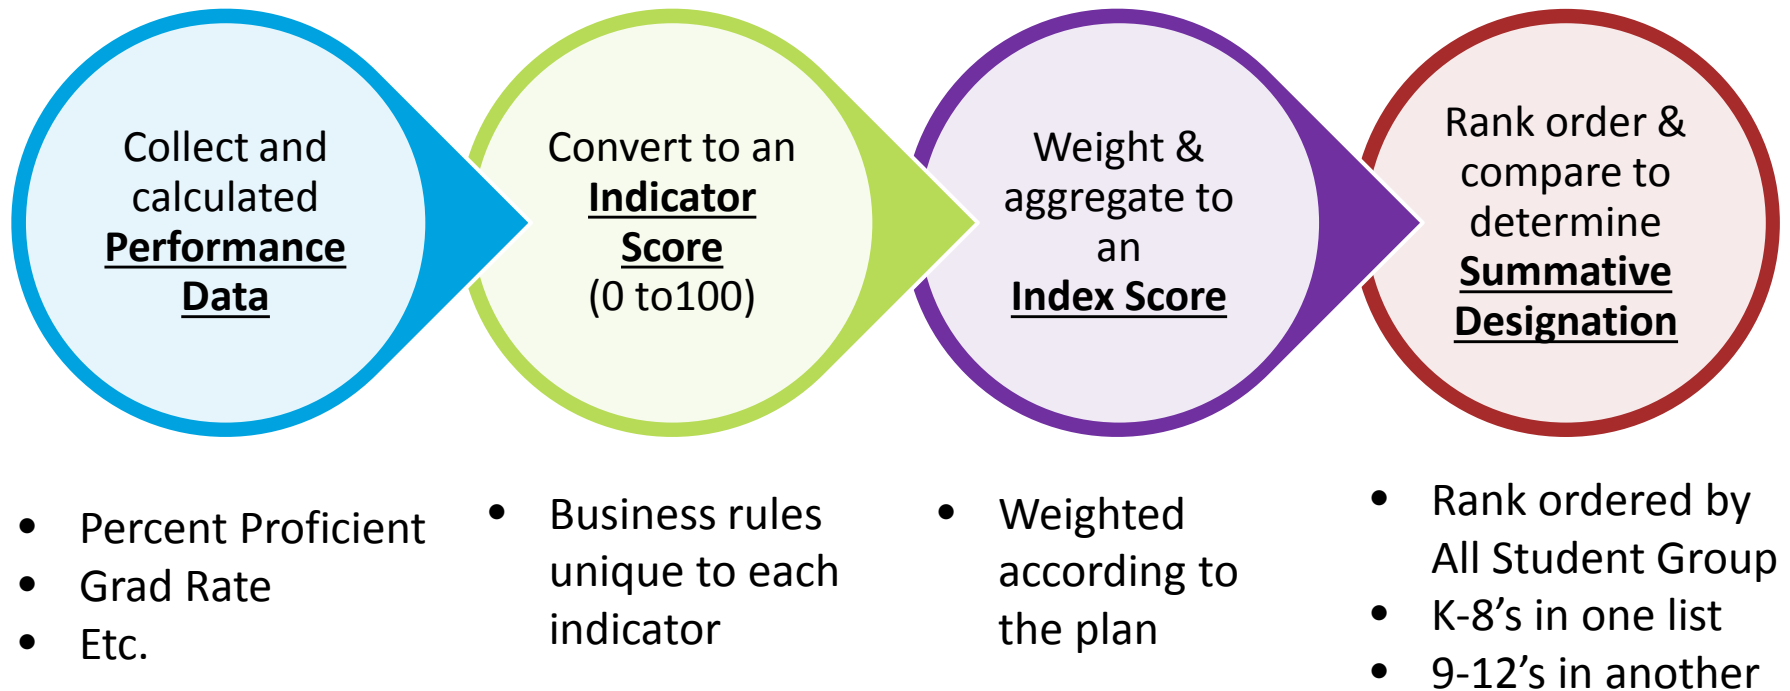 Collect and
calculated
Performance
Data
Convert to an
Indicator
Score
(0 to100)
Weight &
aggregate to
an
Index Score
Rank order &
compare to
determine
Summative
Designation
• Percent Proficient
• Grad Rate
• Etc.
• Business rules
unique to each
indicator
• Weighted
according to
the plan
• Rank ordered by
All Student Group
• K-8’s in one list
• 9-12’s in another